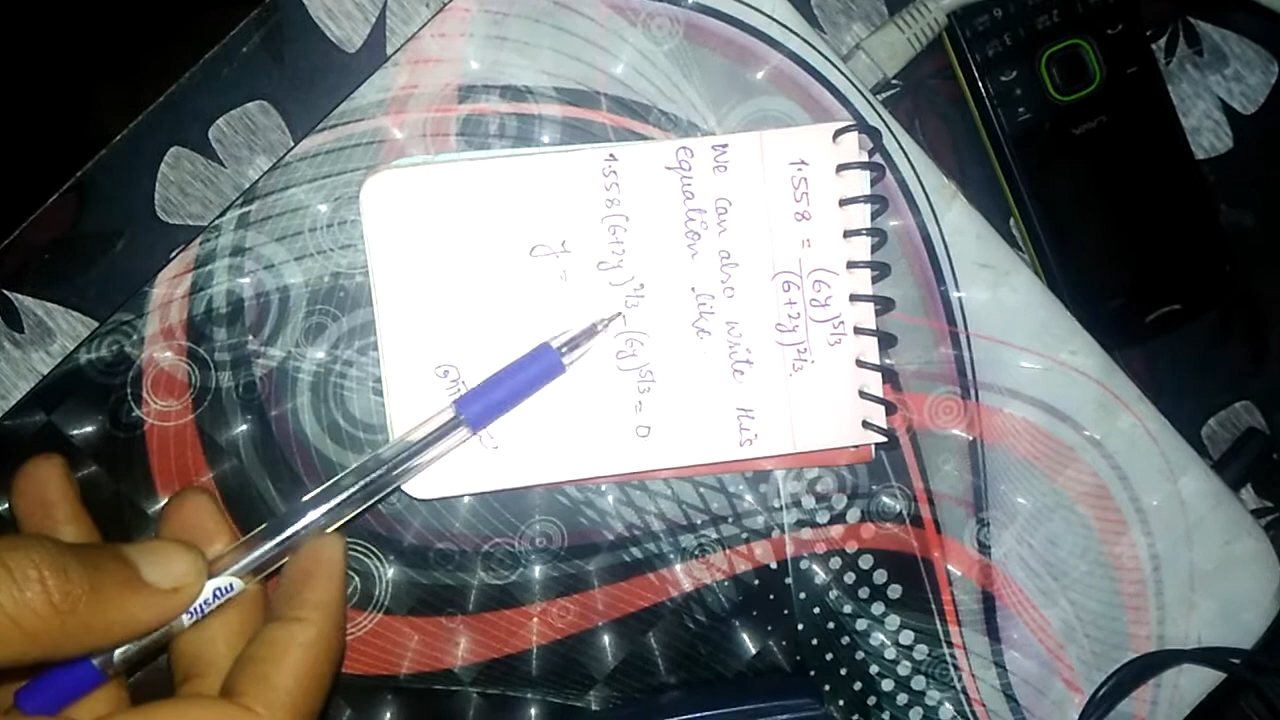 1.558 = (6y)^5/3 / (6+2y)^2/3.
We can also write this
equation like.
1.558(6+2y)^2/3 - (6y)^5/3 = 0
y =
mystic